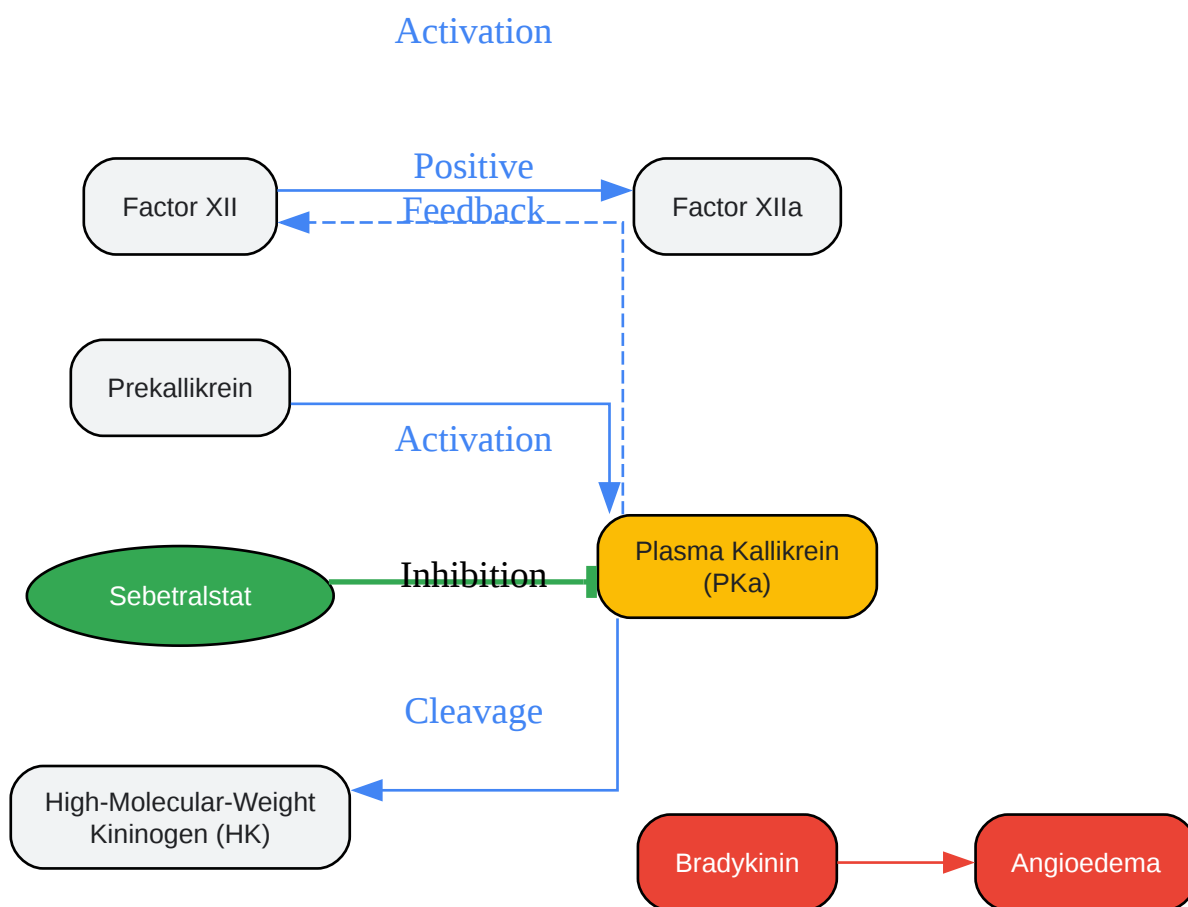 Activation
Positive
Feedback
Factor XII
Factor XIIa
Prekallikrein
Activation
Plasma Kallikrein
(PKa)
Inhibition
Sebetralstat
Cleavage
High-Molecular-Weight
Kininogen (HK)
Bradykinin
Angioedema